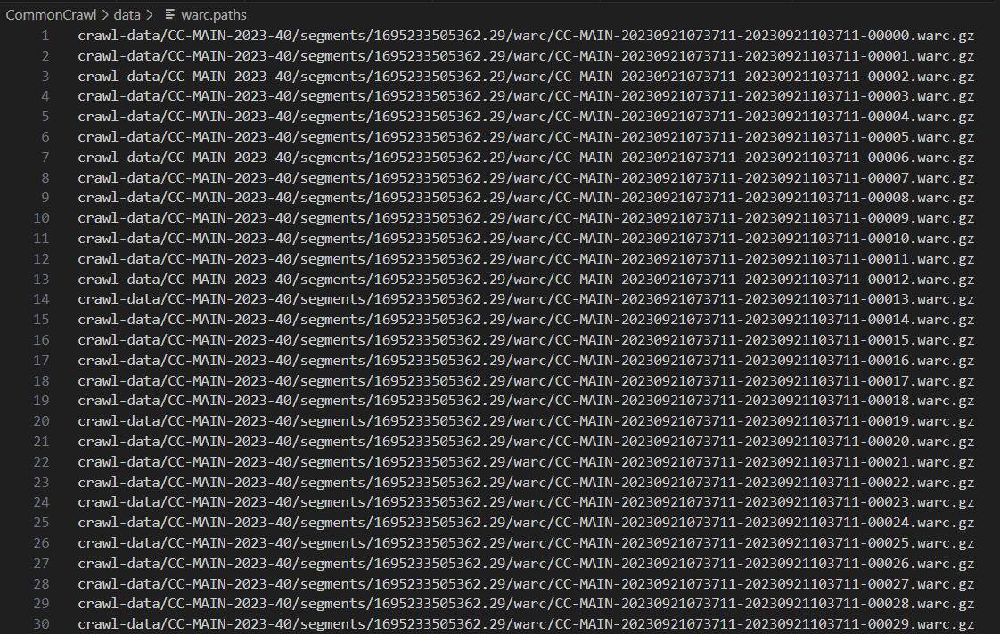 CommonCrawl > data > warc.paths
1 crawl-data/CC-MAIN-2023-40/segments/1695233505362.29/warc/CC-MAIN-20230921073711-20230921103711-00000.warc.gz
2 crawl-data/CC-MAIN-2023-40/segments/1695233505362.29/warc/CC-MAIN-20230921073711-20230921103711-00001.warc.gz
3 crawl-data/CC-MAIN-2023-40/segments/1695233505362.29/warc/CC-MAIN-20230921073711-20230921103711-00002.warc.gz
4 crawl-data/CC-MAIN-2023-40/segments/1695233505362.29/warc/CC-MAIN-20230921073711-20230921103711-00003.warc.gz
5 crawl-data/CC-MAIN-2023-40/segments/1695233505362.29/warc/CC-MAIN-20230921073711-20230921103711-00004.warc.gz
6 crawl-data/CC-MAIN-2023-40/segments/1695233505362.29/warc/CC-MAIN-20230921073711-20230921103711-00005.warc.gz
7 crawl-data/CC-MAIN-2023-40/segments/1695233505362.29/warc/CC-MAIN-20230921073711-20230921103711-00006.warc.gz
8 crawl-data/CC-MAIN-2023-40/segments/1695233505362.29/warc/CC-MAIN-20230921073711-20230921103711-00007.warc.gz
9 crawl-data/CC-MAIN-2023-40/segments/1695233505362.29/warc/CC-MAIN-20230921073711-20230921103711-00008.warc.gz
10 crawl-data/CC-MAIN-2023-40/segments/1695233505362.29/warc/CC-MAIN-20230921073711-20230921103711-00009.warc.gz
11 crawl-data/CC-MAIN-2023-40/segments/1695233505362.29/warc/CC-MAIN-20230921073711-20230921103711-00010.warc.gz
12 crawl-data/CC-MAIN-2023-40/segments/1695233505362.29/warc/CC-MAIN-20230921073711-20230921103711-00011.warc.gz
13 crawl-data/CC-MAIN-2023-40/segments/1695233505362.29/warc/CC-MAIN-20230921073711-20230921103711-00012.warc.gz
14 crawl-data/CC-MAIN-2023-40/segments/1695233505362.29/warc/CC-MAIN-20230921073711-20230921103711-00013.warc.gz
15 crawl-data/CC-MAIN-2023-40/segments/1695233505362.29/warc/CC-MAIN-20230921073711-20230921103711-00014.warc.gz
16 crawl-data/CC-MAIN-2023-40/segments/1695233505362.29/warc/CC-MAIN-20230921073711-20230921103711-00015.warc.gz
17 crawl-data/CC-MAIN-2023-40/segments/1695233505362.29/warc/CC-MAIN-20230921073711-20230921103711-00016.warc.gz
18 crawl-data/CC-MAIN-2023-40/segments/1695233505362.29/warc/CC-MAIN-20230921073711-20230921103711-00017.warc.gz
19 crawl-data/CC-MAIN-2023-40/segments/1695233505362.29/warc/CC-MAIN-20230921073711-20230921103711-00018.warc.gz
20 crawl-data/CC-MAIN-2023-40/segments/1695233505362.29/warc/CC-MAIN-20230921073711-20230921103711-00019.warc.gz
21 crawl-data/CC-MAIN-2023-40/segments/1695233505362.29/warc/CC-MAIN-20230921073711-20230921103711-00020.warc.gz
22 crawl-data/CC-MAIN-2023-40/segments/1695233505362.29/warc/CC-MAIN-20230921073711-20230921103711-00021.warc.gz
23 crawl-data/CC-MAIN-2023-40/segments/1695233505362.29/warc/CC-MAIN-20230921073711-20230921103711-00022.warc.gz
24 crawl-data/CC-MAIN-2023-40/segments/1695233505362.29/warc/CC-MAIN-20230921073711-20230921103711-00023.warc.gz
25 crawl-data/CC-MAIN-2023-40/segments/1695233505362.29/warc/CC-MAIN-20230921073711-20230921103711-00024.warc.gz
26 crawl-data/CC-MAIN-2023-40/segments/1695233505362.29/warc/CC-MAIN-20230921073711-20230921103711-00025.warc.gz
27 crawl-data/CC-MAIN-2023-40/segments/1695233505362.29/warc/CC-MAIN-20230921073711-20230921103711-00026.warc.gz
28 crawl-data/CC-MAIN-2023-40/segments/1695233505362.29/warc/CC-MAIN-20230921073711-20230921103711-00027.warc.gz
29 crawl-data/CC-MAIN-2023-40/segments/1695233505362.29/warc/CC-MAIN-20230921073711-20230921103711-00028.warc.gz
30 crawl-data/CC-MAIN-2023-40/segments/1695233505362.29/warc/CC-MAIN-20230921073711-20230921103711-00029.warc.gz